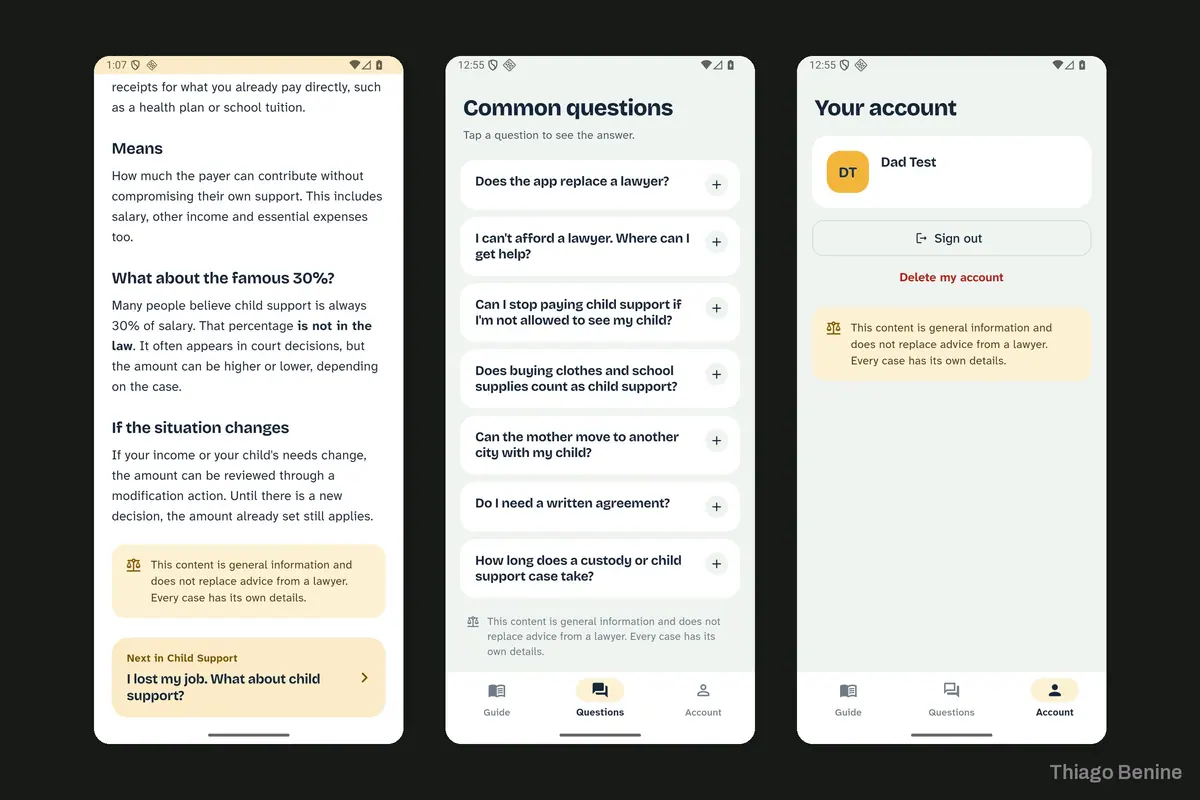 1:07
receipts for what you already pay directly, such
as a health plan or school tuition.
Means
How much the payer can contribute without
compromising their own support. This includes
salary, other income and essential expenses
too.
What about the famous 30%?
Many people believe child support is always
30% of salary. That percentage is not in the
law. It often appears in court decisions, but
the amount can be higher or lower, depending
on the case.
If the situation changes
If your income or your child's needs change,
the amount can be reviewed through a
modification action. Until there is a new
decision, the amount already set still applies.
This content is general information and
does not replace advice from a lawyer.
Every case has its own details.
Next in Child Support
I lost my job. What about child
support?
12:55
Common questions
Tap a question to see the answer.
Does the app replace a lawyer?
I can't afford a lawyer. Where can I
get help?
Can I stop paying child support if
I'm not allowed to see my child?
Does buying clothes and school
supplies count as child support?
Can the mother move to another
city with my child?
Do I need a written agreement?
How long does a custody or child
support case take?
This content is general information and does not
replace advice from a lawyer. Every case has its
own details.
Guide
Questions
Account
12:55
Your account
DT
Dad Test
Sign out
Delete my account
This content is general information and
does not replace advice from a lawyer.
Every case has its own details.
Guide
Questions
Account
Thiago Benine